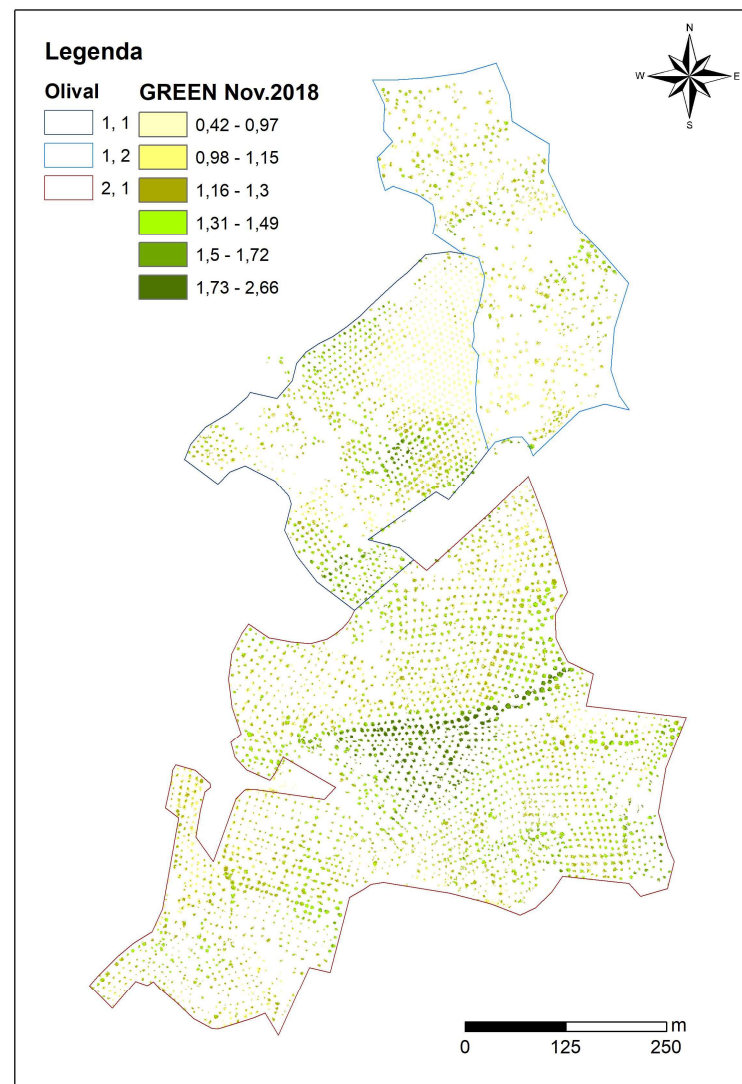 Legenda
Olival
1, 1
1, 2
2, 1
GREEN Nov.2018
0,42 - 0,97
0,98 - 1,15
1,16 - 1,3
1,31 - 1,49
1,5 - 1,72
1,73 - 2,66
N
W E
S
m
0 125 250